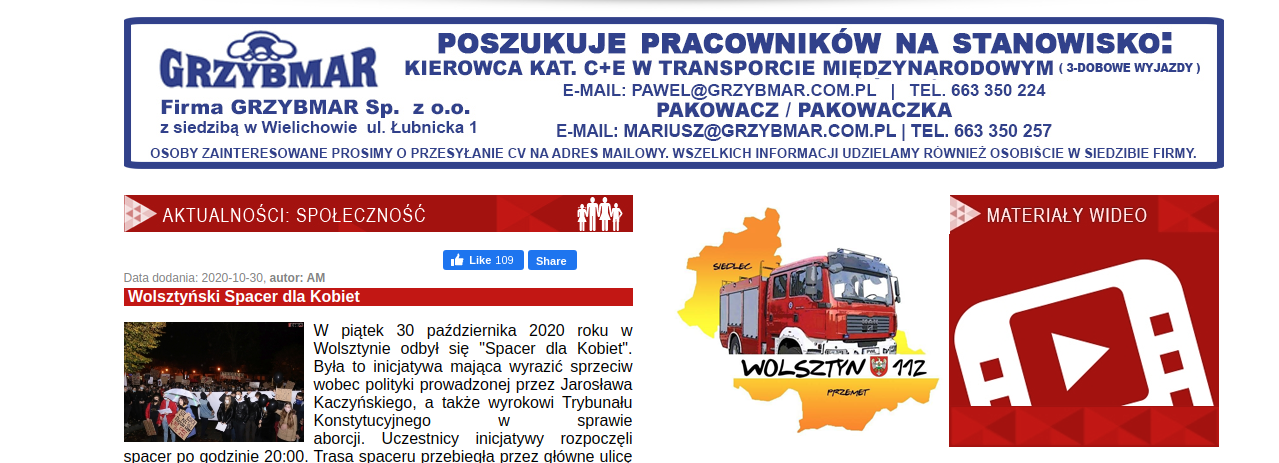 GRZYBMAR
Firma GRZYBMAR Sp. z o.o.
z siedzibą w Wielichowie ul. Łubnicka 1
POSZUKUJE PRACOWNIKÓW NA STANOWISKO:
KIEROWCA KAT. C+E W TRANSPORCIE MIĘDZYNARODOWYM ( 3-DOBOWE WYJAZDY )
E-MAIL: PAWEL@GRZYBMAR.COM.PL | TEL. 663 350 224
PAKOWACZ / PAKOWACZKA
E-MAIL: MARIUSZ@GRZYBMAR.COM.PL | TEL. 663 350 257
OSOBY ZAINTERESOWANE PROSIMY O PRZESYŁANIE CV NA ADRES MAILOWY. WSZELKICH INFORMACJI UDZIELAMY RÓWNIEŻ OSOBIŚCIE W SIEDZIBIE FIRMY.
AKTUALNOŚCI: SPOŁECZNOŚĆ
Like 109 Share
Data dodania: 2020-10-30, autor: AM
Wolsztyński Spacer dla Kobiet
W piątek 30 października 2020 roku w
Wolsztynie odbył się "Spacer dla Kobiet".
Była to inicjatywa mająca wyrazić sprzeciw
wobec polityki prowadzonej przez Jarosława
Kaczyńskiego, a także wyrokowi Trybunału
Konstytucyjnego w sprawie
aborcji. Uczestnicy inicjatywy rozpoczęli
spacer po godzinie 20:00. Trasa spaceru przebiegła przez główne ulicę
SIEDLEC
WOLSZTYN 112
PRZEMET
MATERIAŁY WIDEO